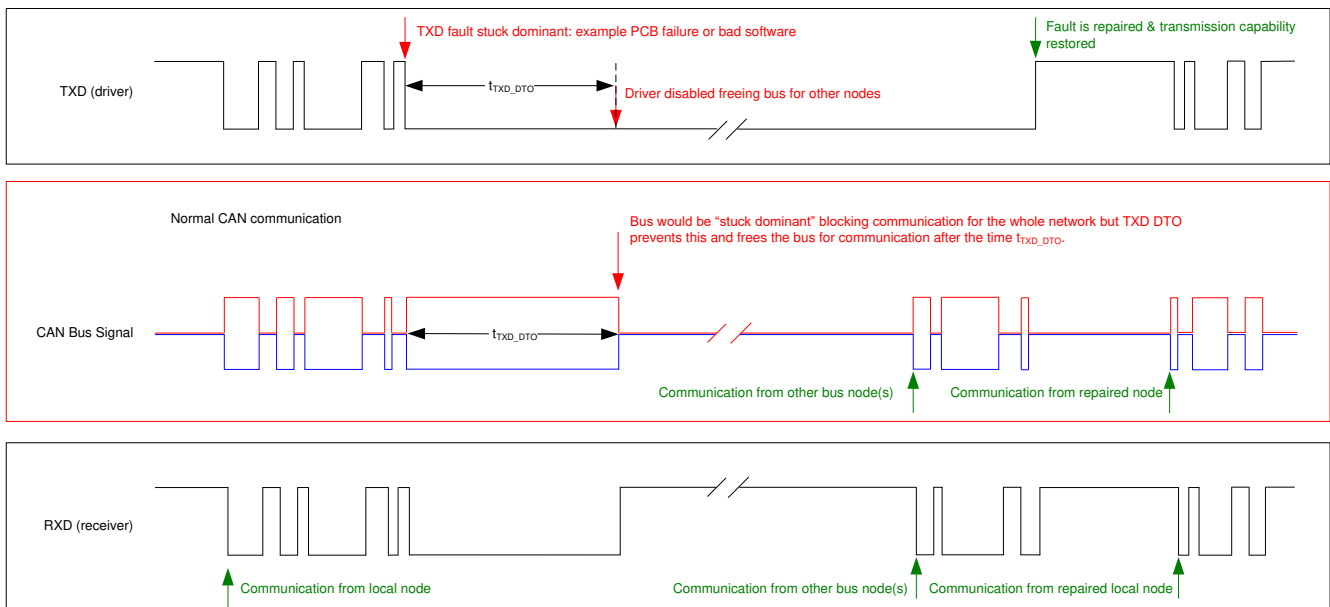 TXD fault stuck dominant: example PCB failure or bad software
Fault is repaired & transmission capability
restored
TXD (driver)
tTXD_DTO
Driver disabled freeing bus for other nodes
Normal CAN communication
Bus would be “stuck dominant” blocking communication for the whole network but TXD DTO
prevents this and frees the bus for communication after the time tTXD_DTO.
CAN Bus Signal
tTXD_DTO
Communication from other bus node(s)
Communication from repaired node
RXD (receiver)
Communication from local node
Communication from other bus node(s)
Communication from repaired local node